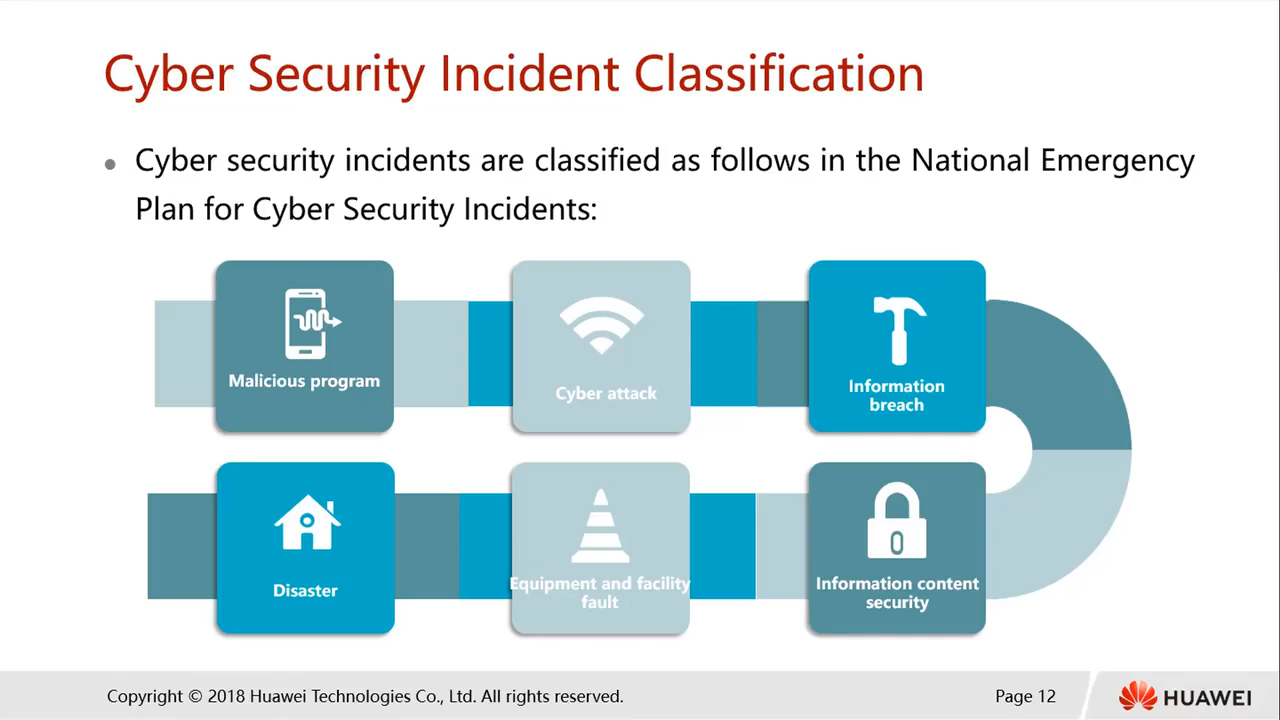 Cyber Security Incident Classification
• Cyber security incidents are classified as follows in the National Emergency
Plan for Cyber Security Incidents:
Malicious program
Cyber attack
Information
breach
Disaster
Equipment and facility
fault
Information content
security
Copyright © 2018 Huawei Technologies Co., Ltd. All rights reserved.
Page 12
HUAWEI